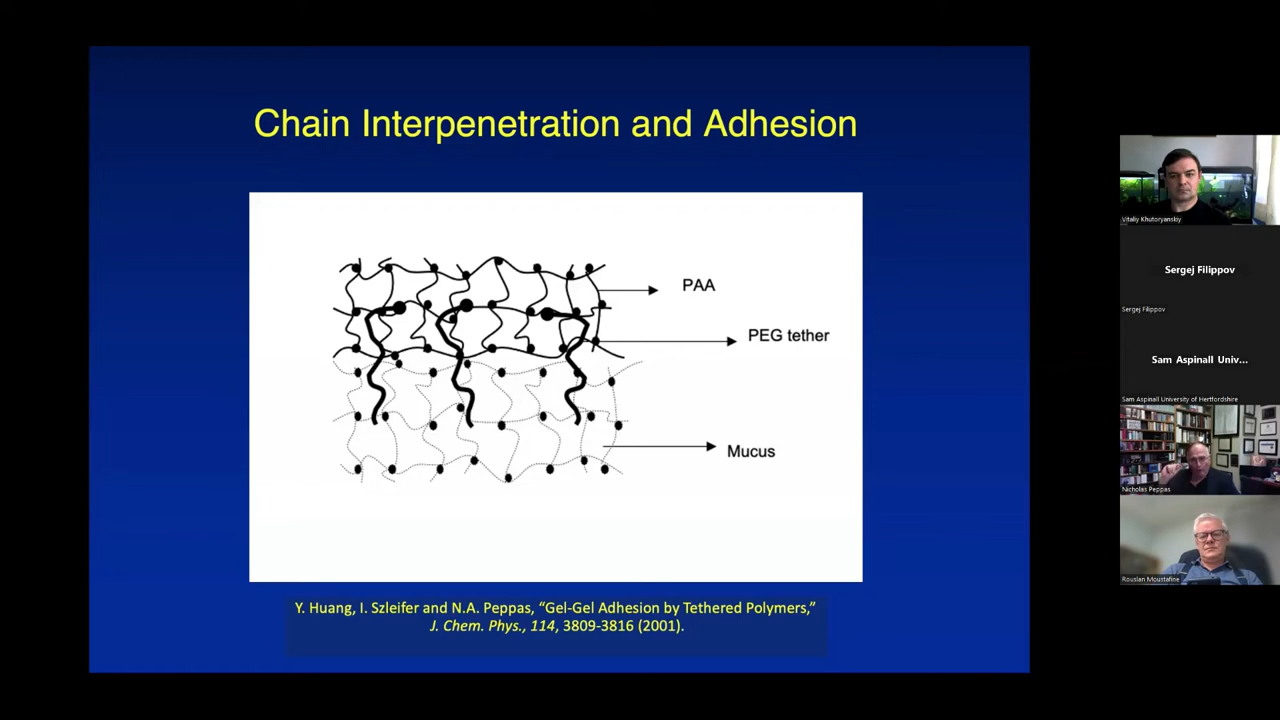 Chain Interpenetration and Adhesion
PAA
PEG tether
Mucus
Y. Huang, I. Szleifer and N.A. Peppas, “Gel-Gel Adhesion by Tethered Polymers,”
J. Chem. Phys., 114, 3809-3816 (2001).
Vitaliy Khutoryanskiy
Sergej Filippov
Sergej Filippov
Sam Aspinall Univ...
Sam Aspinall University of Hertfordshire
Nicholas Peppas
Rouslan Moustafine